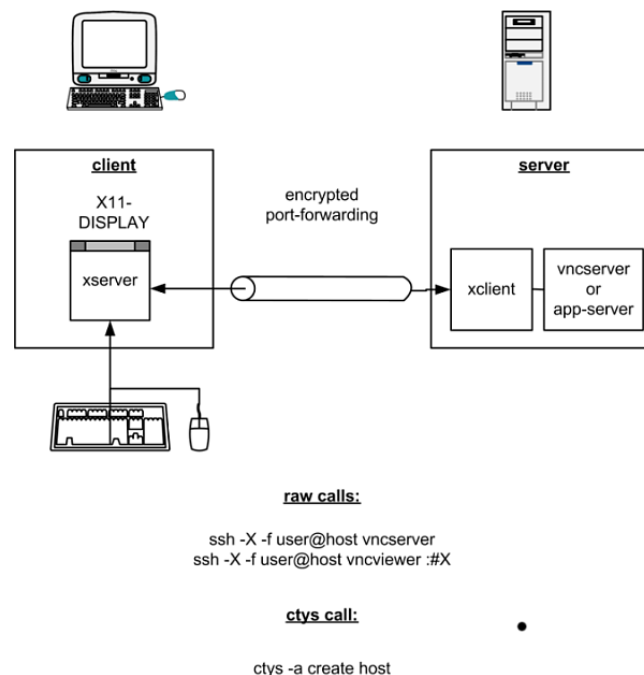 client
server
X11-
DISPLAY
encrypted
port-forwarding
xserver
xclient
vncserver
or
app-server
raw calls:
ssh -X -f user@host vncserver
ssh -X -f user@host vncviewer :#X
ctys call:
ctys -a create host